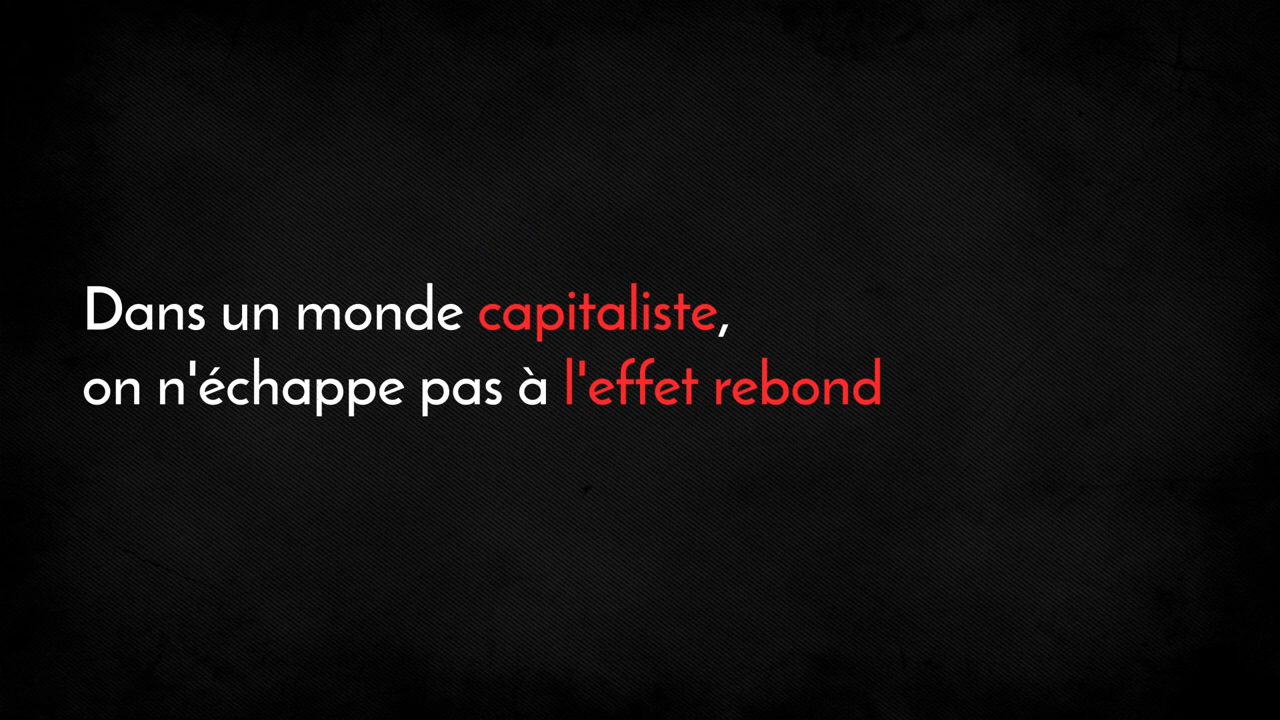 Dans un monde capitaliste,
on n'échappe pas à l'effet rebond